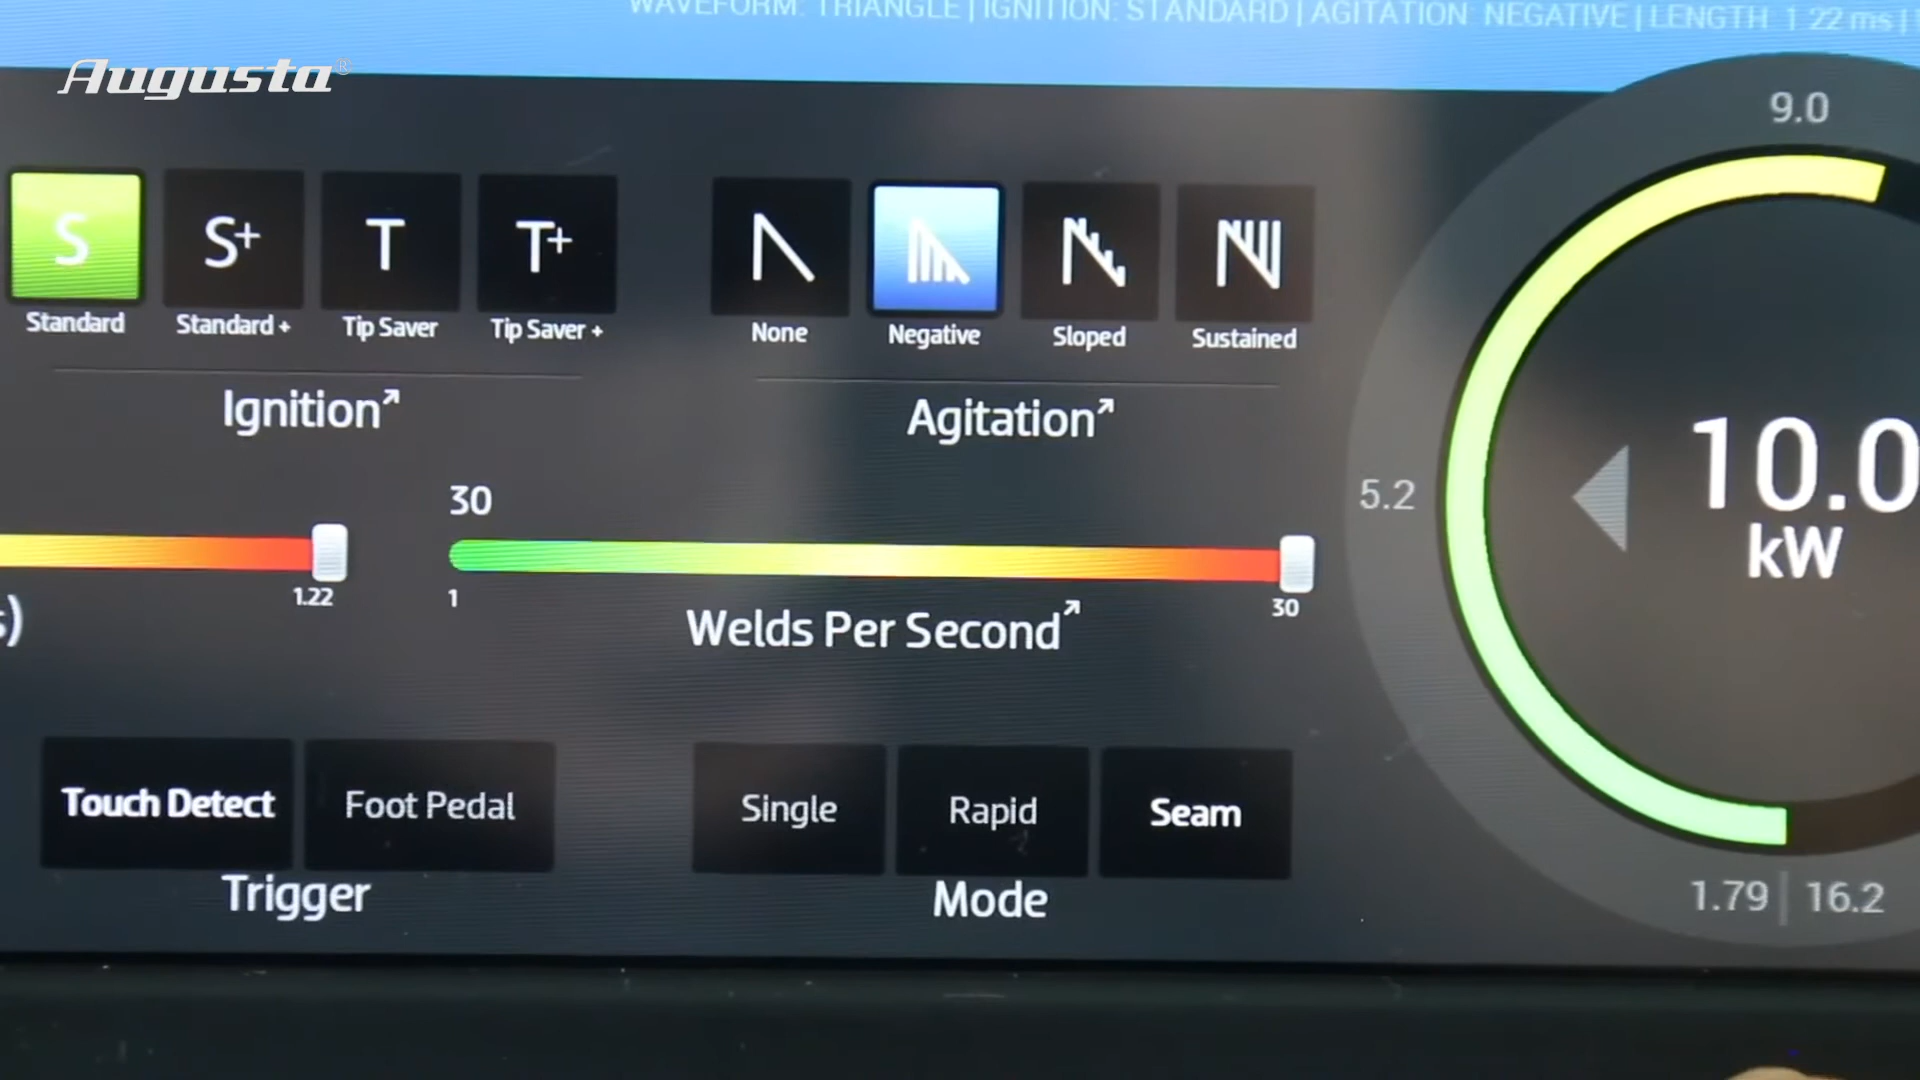 WAVEFORM: TRIANGLE | IGNITION: STANDARD | AGITATION: NEGATIVE | LENGTH 1 22 ms |
Augusta®
9.0
S S+ T T+
Standard Standard + Tip Saver Tip Saver +
None Negative Sloped Sustained
Ignition Agitation
5.2
10.0
kW
30
1.22 1 30
s)
Welds Per Second
Touch Detect Foot Pedal Single Rapid Seam
Trigger Mode
1.79 | 16.2